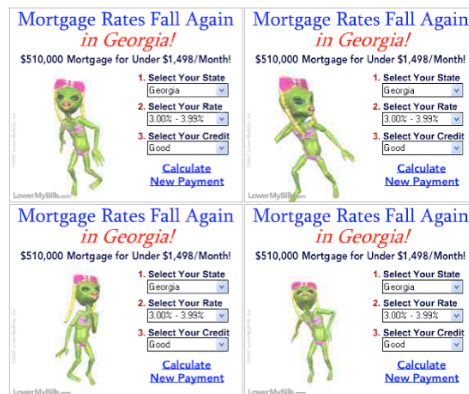 Mortgage Rates Fall Again
in Georgia!
$510,000 Mortgage for Under $1,498/Month!
1. Select Your State
Georgia
2. Select Your Rate
3.00% - 3.99%
3. Select Your Credit
Good
Calculate
New Payment
LowerMyBills.com
Mortgage Rates Fall Again
in Georgia!
$510,000 Mortgage for Under $1,498/Month!
1. Select Your State
Georgia
2. Select Your Rate
3.00% - 3.99%
3. Select Your Credit
Good
Calculate
New Payment
LowerMyBills.com
Mortgage Rates Fall Again
in Georgia!
$510,000 Mortgage for Under $1,498/Month!
1. Select Your State
Georgia
2. Select Your Rate
3.00% - 3.99%
3. Select Your Credit
Good
Calculate
New Payment
LowerMyBills.com
Mortgage Rates Fall Again
in Georgia!
$510,000 Mortgage for Under $1,498/Month!
1. Select Your State
Georgia
2. Select Your Rate
3.00% - 3.99%
3. Select Your Credit
Good
Calculate
New Payment
LowerMyBills.com